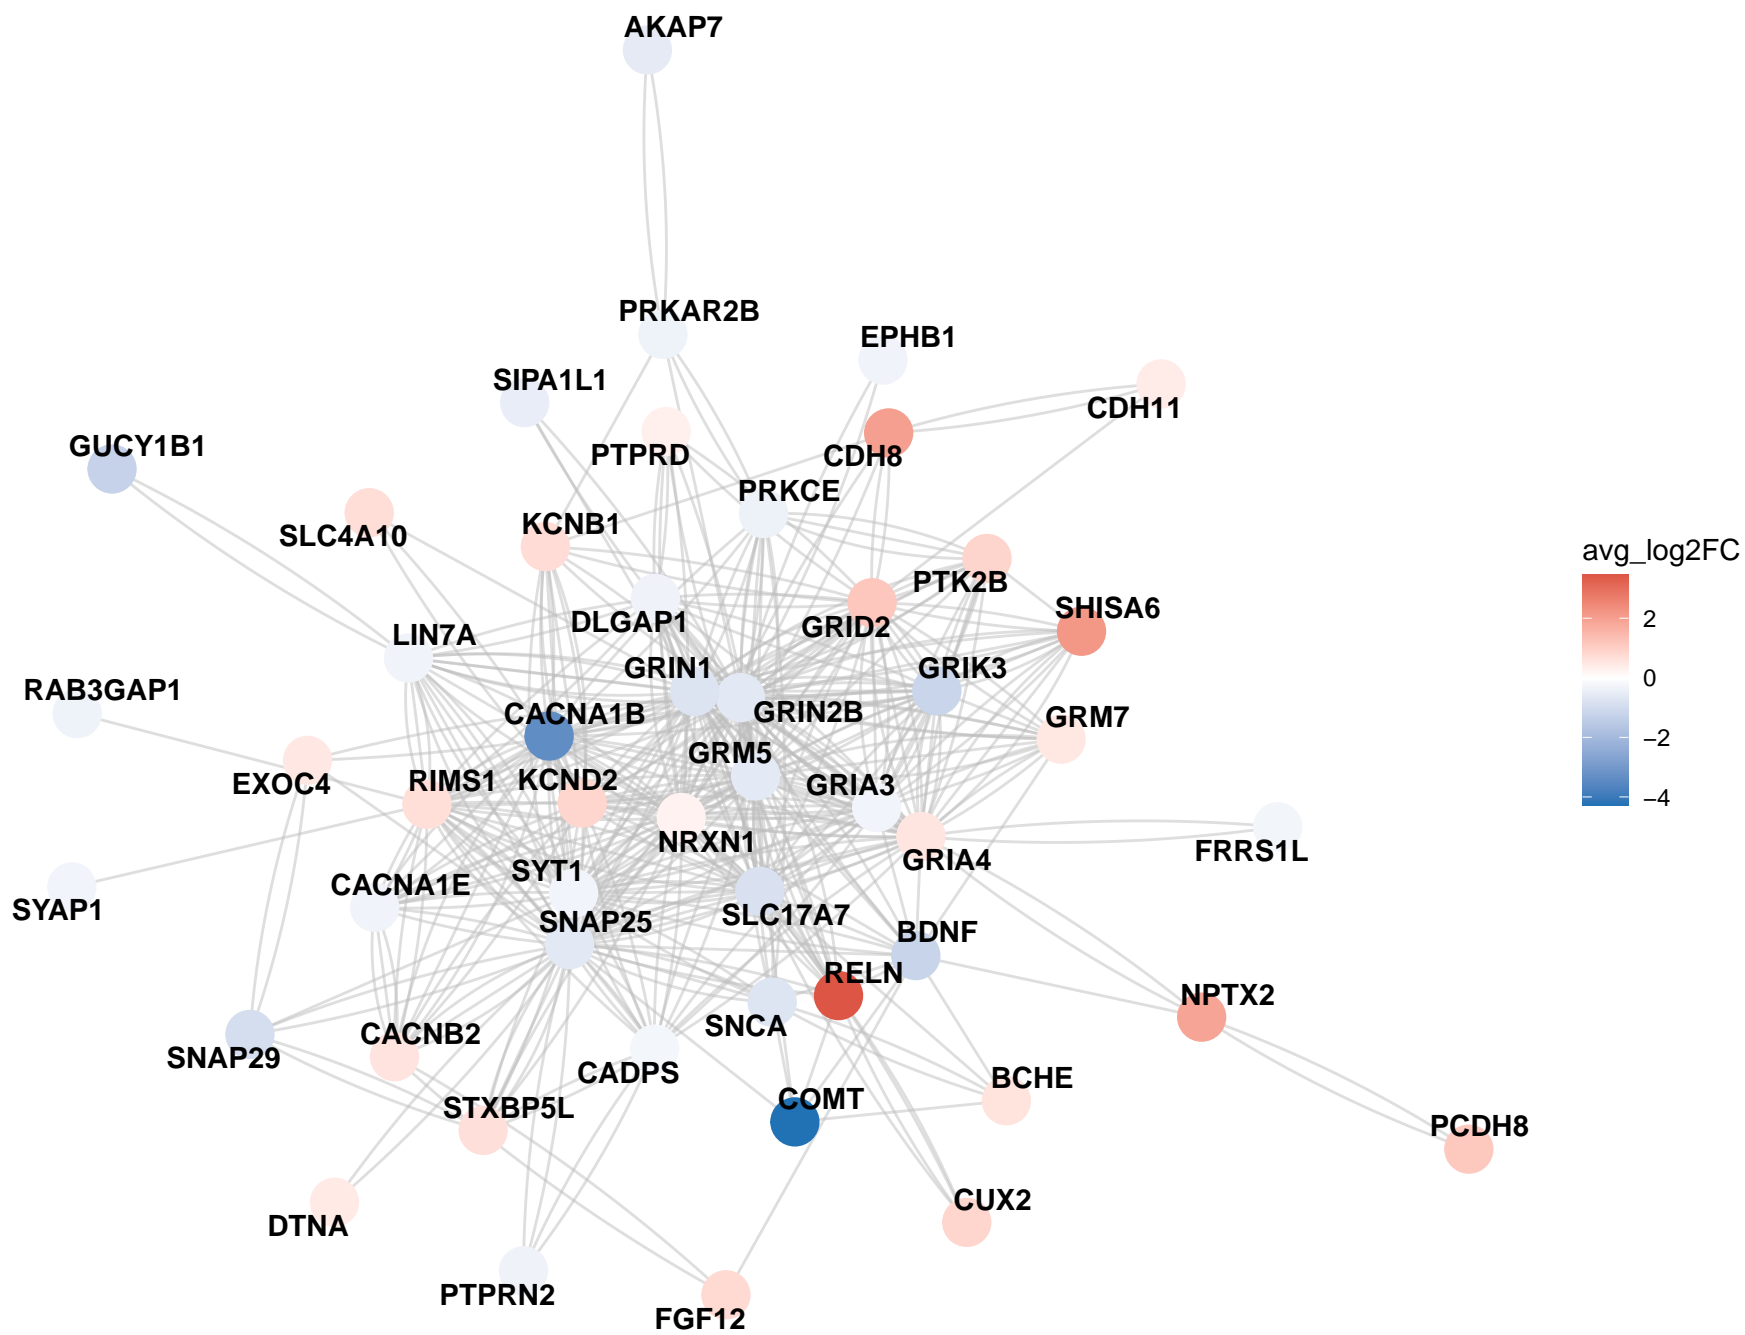 AKAP7
PRKAR2B
EPHB1
SIPA1L1
CDH11
GUCY1B1
PTPRD
CDH8
PRKCE
SLC4A10
KCNB1
PTK2B
SHISA6
LIN7A
DLGAP1
GRID2
GRIN1
GRIK3
RAB3GAP1
CACNA1B
GRIN2B
GRM7
GRM5
EXOC4
RIMS1
KCND2
GRIA3
NRXN1
GRIA4
FRRS1L
SYT1
CACNA1E
SYAP1
SNAP25
SLC17A7
BDNF
RELN
NPTX2
SNCA
CACNB2
SNAP29
CADPS
BCHE
COMT
STXBP5L
PCDH8
CUX2
DTNA
PTPRN2
FGF12
avg_log2FC
2
0
−2
−4